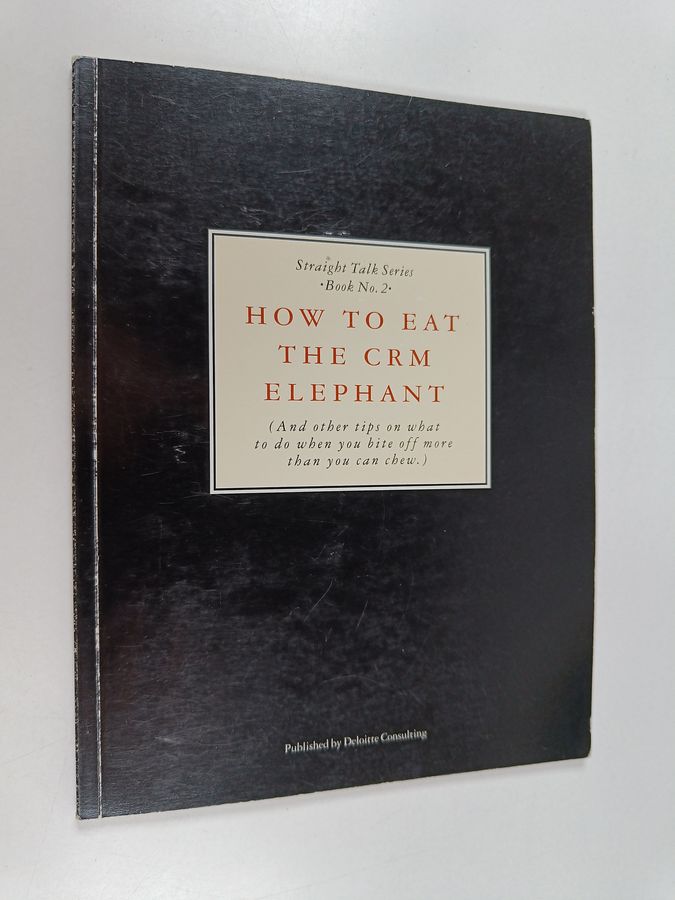 Straight Talk Series
•Book No. 2•
HOW TO EAT
THE CRM
ELEPHANT
(And other tips on what
to do when you bite off more
than you can chew.)
Published by Deloitte Consulting